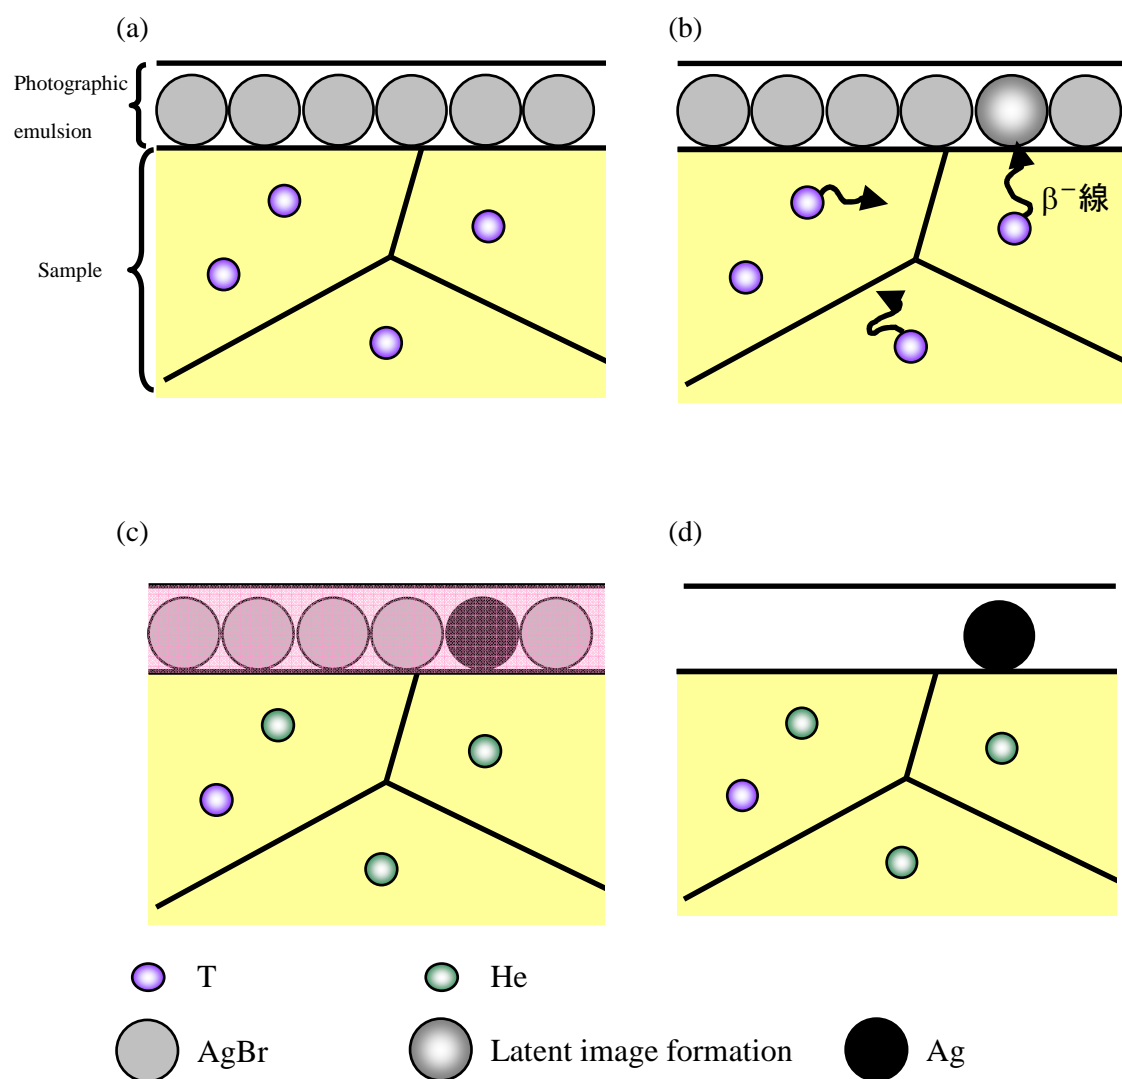 (a)
(b)
Photographic
emulsion
Sample
β⁻線
(c)
(d)
T
He
AgBr
Latent image formation
Ag